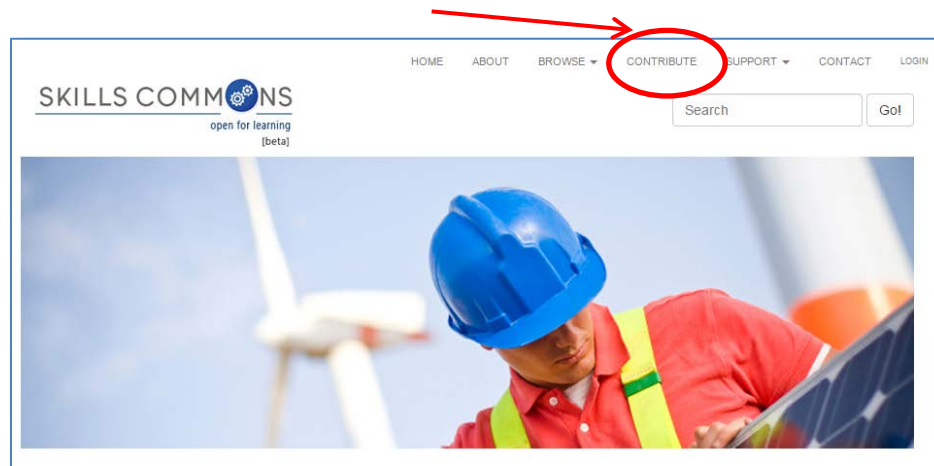 HOME ABOUT BROWSE CONTRIBUTE SUPPORT CONTACT LOGIN
SKILLS COMMONS
open for learning
[beta]
Search Go!